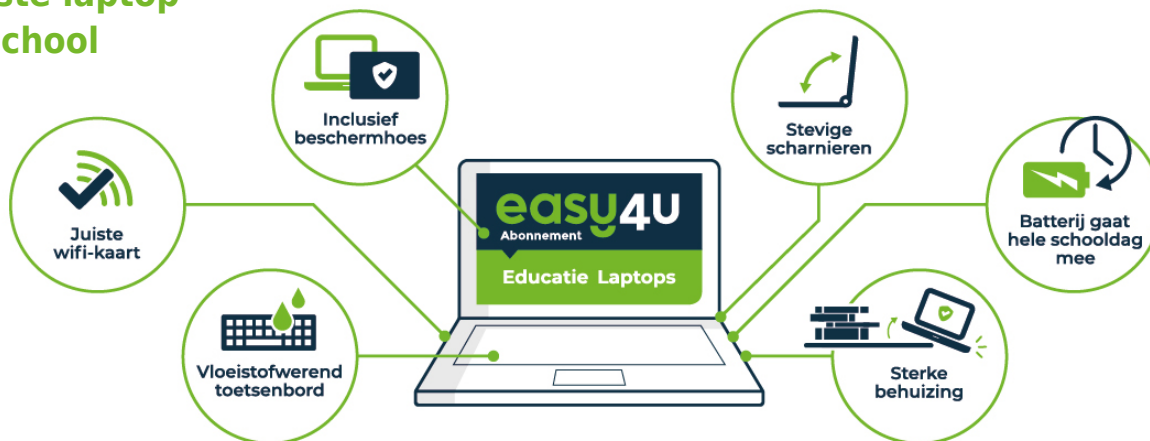 laptop
Inclusief
beschermhoes
Stevige
scharnieren
Juiste
wifi-kaart
easy4u
Abonnement
Educatie Laptops
Batterij gaat
hele schooldag
mee
Vloeistofwerend
toetsenbord
Sterke
behuizing